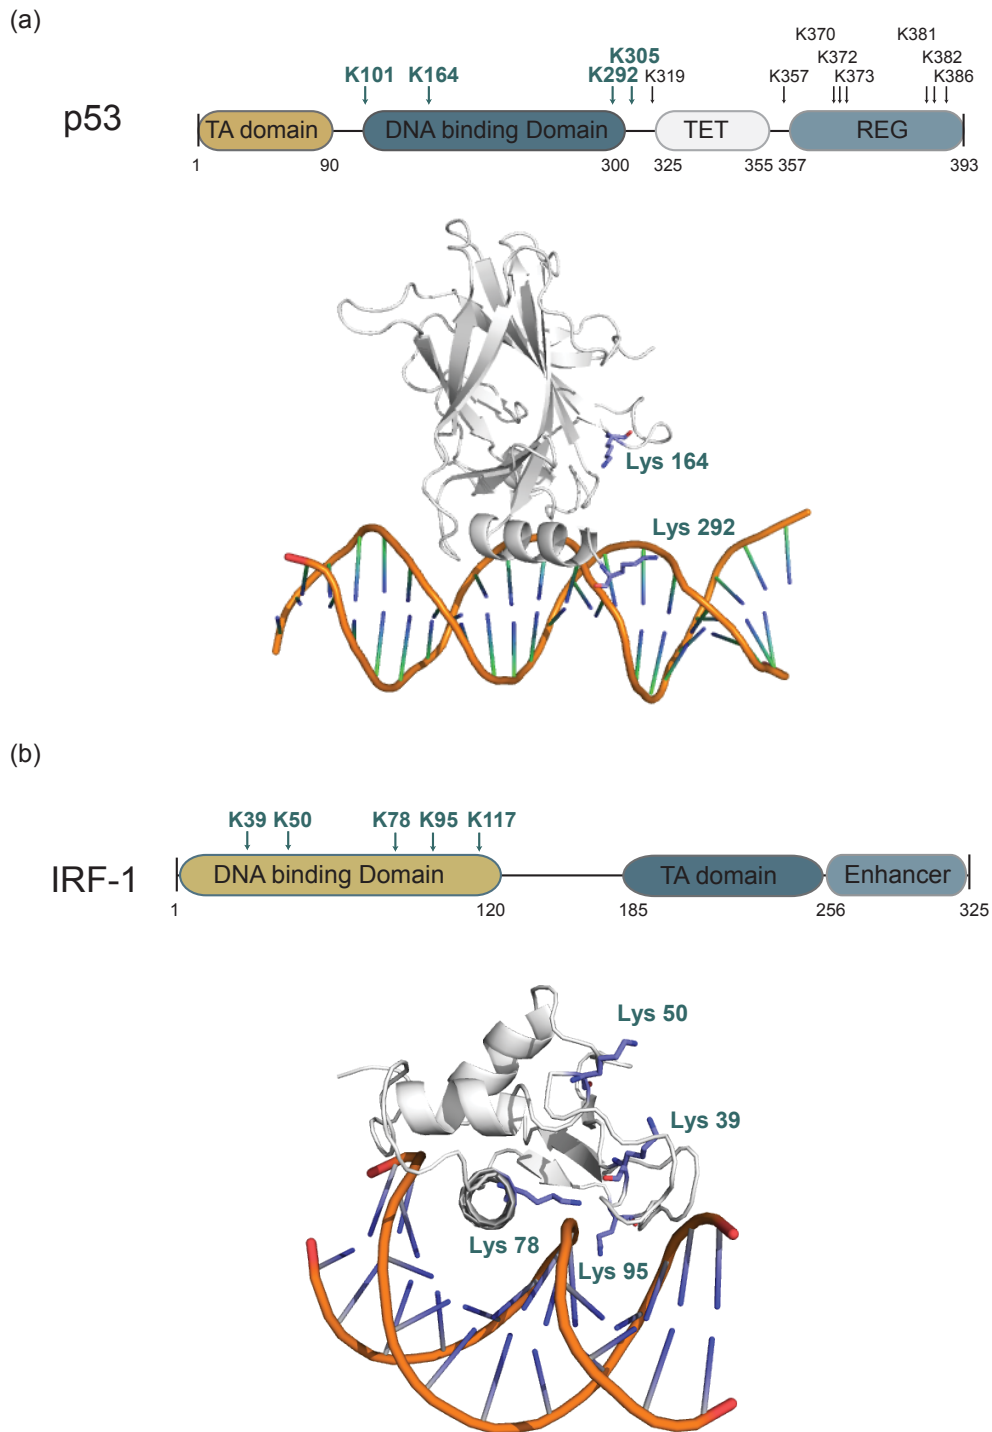 (a)
K370 K381
K305 K372 K382
K101 K164 K292 K319 K357 K373 K386
p53
TA domain DNA binding Domain TET REG
1 90 300 325 355 357 393
Lys 164
Lys 292
(b)
K39 K50 K78 K95 K117
IRF-1
DNA binding Domain TA domain Enhancer
1 120 185 256 325
Lys 50
Lys 39
Lys 78
Lys 95